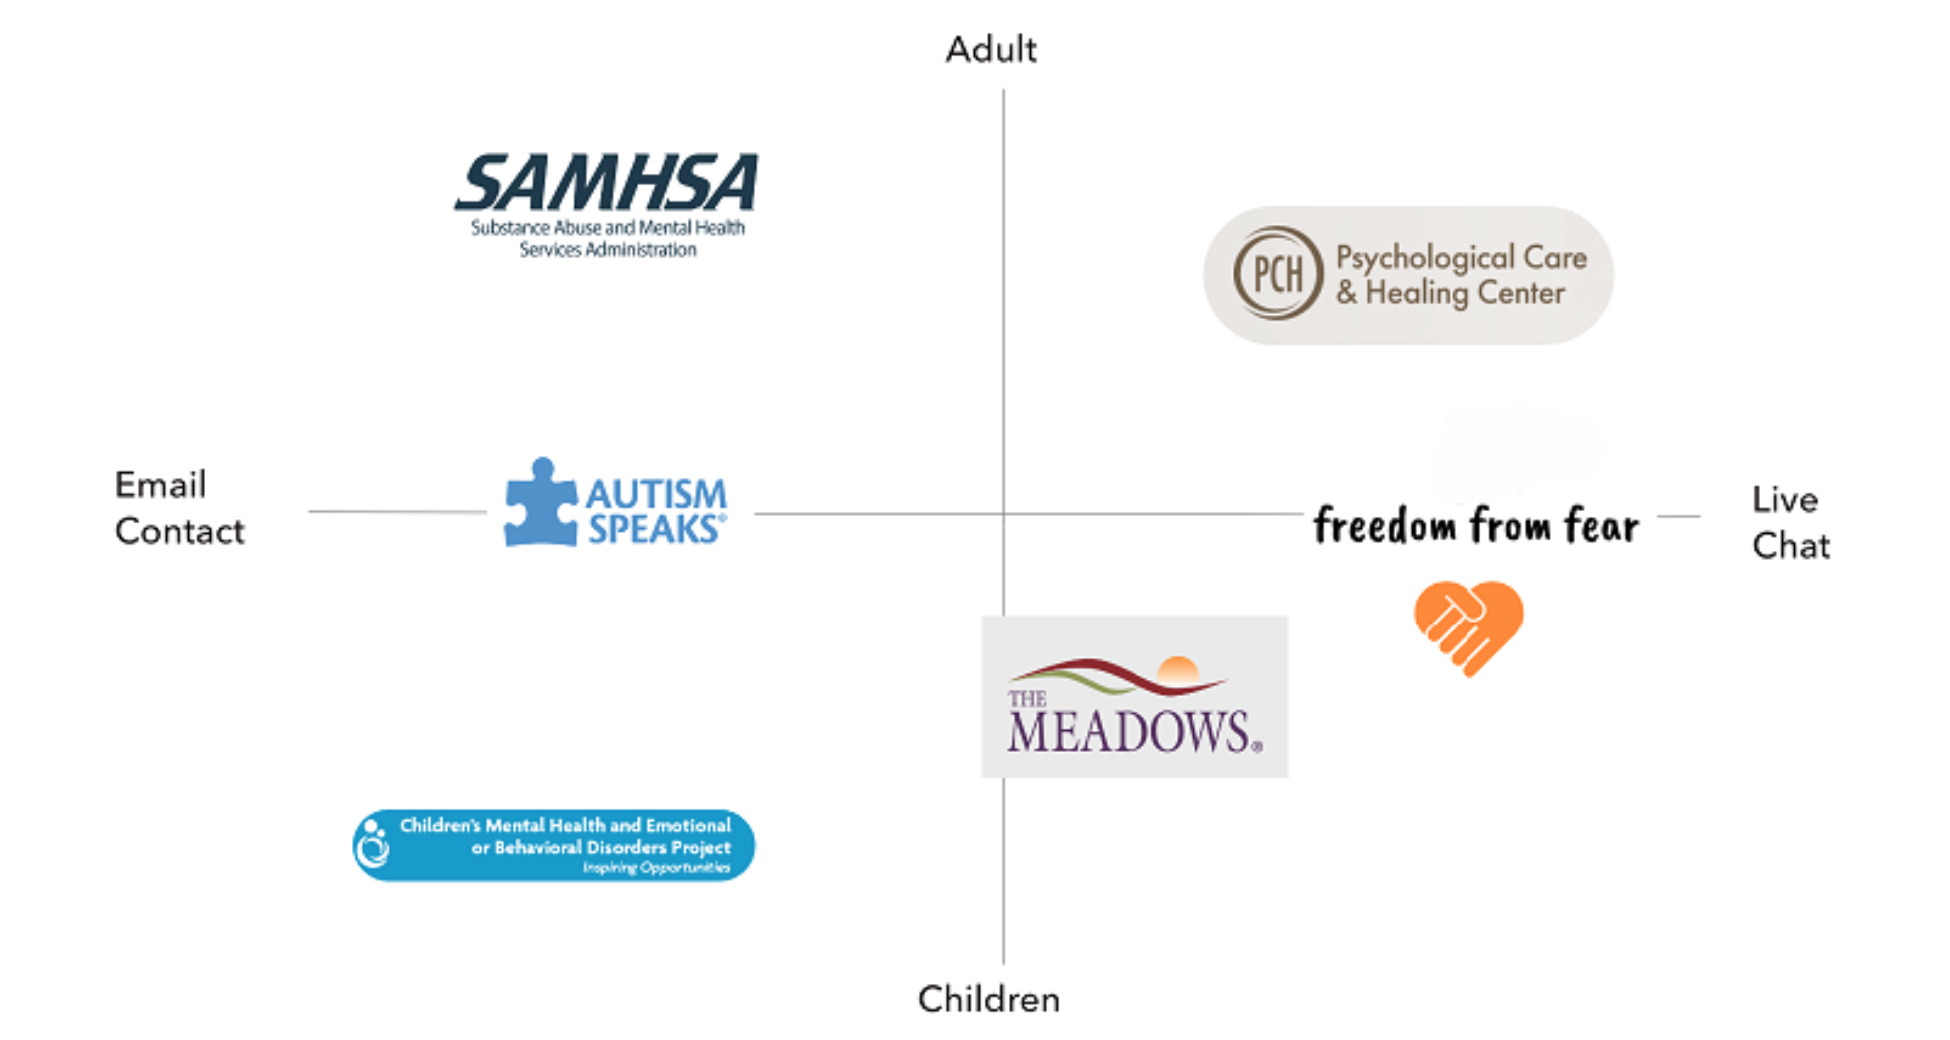 Adult
SAMHSA
Substance Abuse and Mental Health
Services Administration
PCH
Psychological Care
& Healing Center
Email
Contact
AUTISM
SPEAKS®
freedom from fear
Live
Chat
THE
MEADOWS®
Children's Mental Health and Emotional
or Behavioral Disorders Project
Inspiring Opportunities
Children